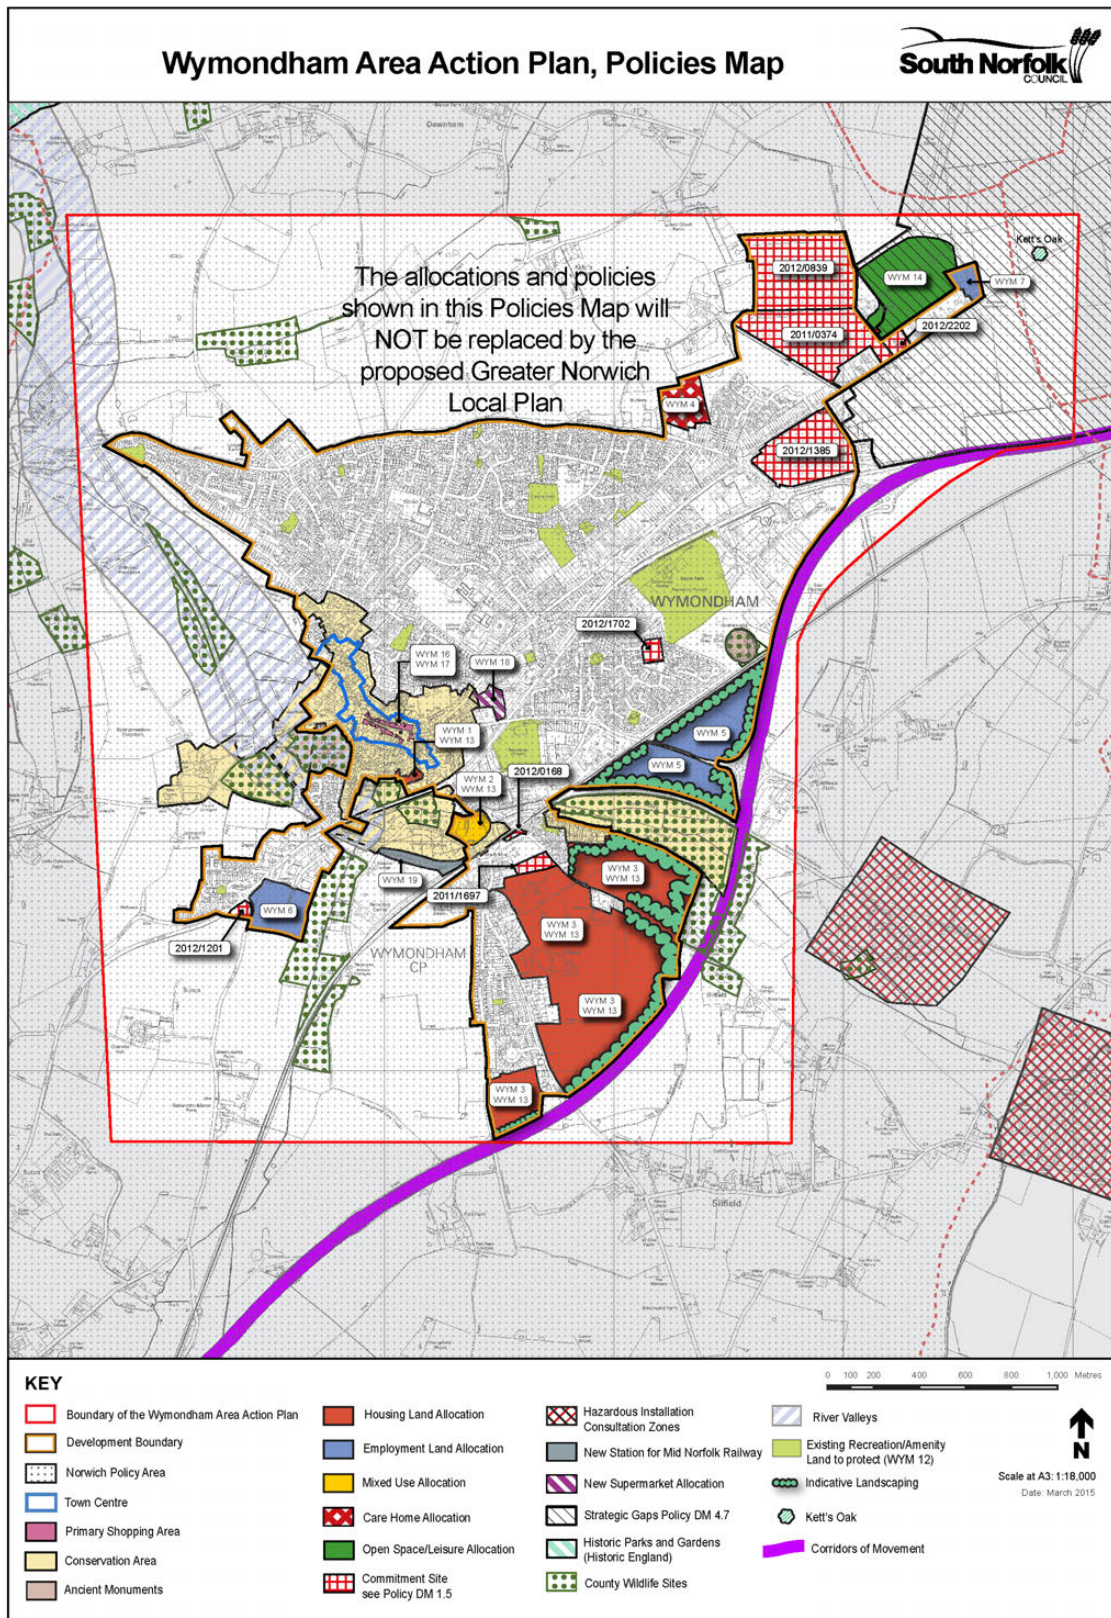 Wymondham Area Action Plan, Policies Map
South Norfolk
COUNCIL
Downham
Kett's Oak
The allocations and policies
shown in this Policies Map will
NOT be replaced by the
proposed Greater Norwich
Local Plan
2012/0839
WYM 14
WYM 7
2011/0374
2012/2202
WYM 4
2012/1385
WYMONDHAM
2012/1702
WYM 16
WYM 17
WYM 18
WYM 1
WYM 13
WYM 5
WYM 5
WYM 2
WYM 13
2012/0168
WYM 19
2011/1697
WYM 3
WYM 13
WYM 6
2012/1201
WYM 3
WYM 13
WYMONDHAM
CP
WYM 3
WYM 13
Silfield
WYM 3
WYM 13
Silfield
KEY
Boundary of the Wymondham Area Action Plan
Development Boundary
Norwich Policy Area
Town Centre
Primary Shopping Area
Conservation Area
Ancient Monuments
Housing Land Allocation
Employment Land Allocation
Mixed Use Allocation
Care Home Allocation
Open Space/Leisure Allocation
Commitment Site
see Policy DM 1.5
Hazardous Installation
Consultation Zones
New Station for Mid Norfolk Railway
New Supermarket Allocation
Strategic Gaps Policy DM 4.7
Historic Parks and Gardens
(Historic England)
County Wildlife Sites
River Valleys
Existing Recreation/Amenity
Land to protect (WYM 12)
Indicative Landscaping
Kett's Oak
Corridors of Movement
0 100 200 400 600 800 1,000 Metres
N
Scale at A3: 1:18,000
Date: March 2015